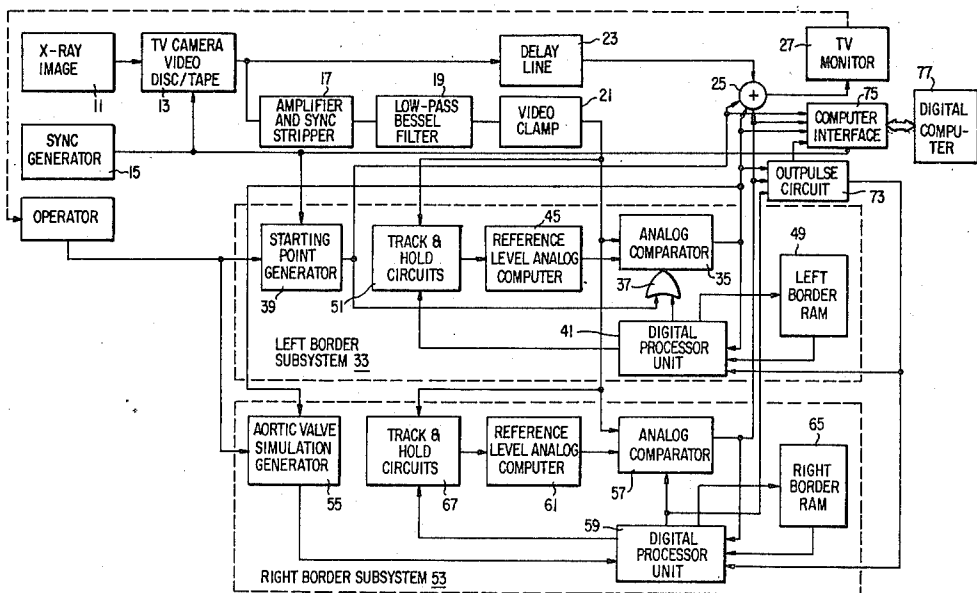 X-RAY
IMAGE
11
TV CAMERA
VIDEO
DISC/TAPE
13
17
AMPLIFIER
AND SYNC
STRIPPER
19
LOW-PASS
BESSEL
FILTER
DELAY
LINE
23
VIDEO
CLAMP
21
25
+
27
TV
MONITOR
75
COMPUTER
INTERFACE
77
DIGITAL
COMPU-
TER
OUTPULSE
CIRCUIT
73
SYNC
GENERATOR
15
OPERATOR
STARTING
POINT
GENERATOR
39
TRACK &
HOLD
CIRCUITS
51
45
REFERENCE
LEVEL ANALOG
COMPUTER
ANALOG
COMPARATOR
35
37
49
LEFT
BORDER
RAM
41
DIGITAL
PROCESSOR
UNIT
LEFT BORDER
SUBSYSTEM 33
AORTIC VALVE
SIMULATION
GENERATOR
55
TRACK &
HOLD
CIRCUITS
67
REFERENCE
LEVEL ANALOG
COMPUTER
61
ANALOG
COMPARATOR
57
65
RIGHT
BORDER
RAM
59
DIGITAL
PROCESSOR
UNIT
RIGHT BORDER SUBSYSTEM 53